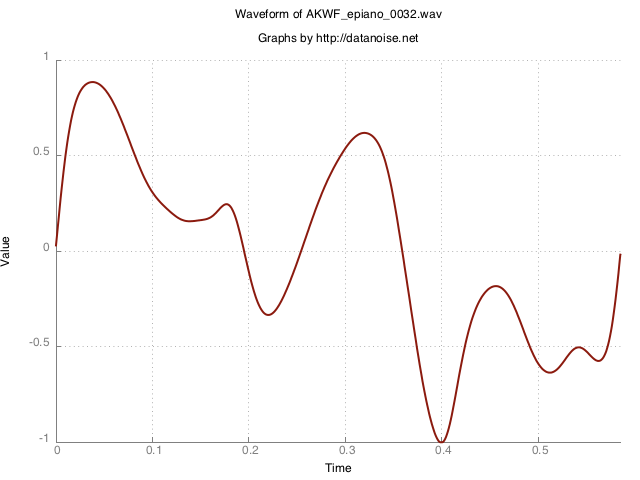 Waveform of AKWF_epiano_0032.wav
Graphs by http://datanoise.net
1
0.5
0
-0.5
-1
Value
0 0.1 0.2 0.3 0.4 0.5
Time